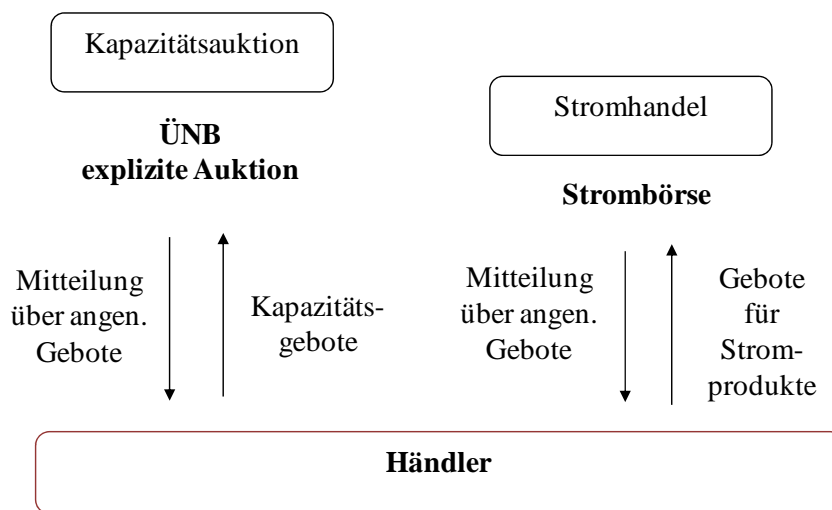 Kapazitätsauktion
ÜNB
explizite Auktion
Stromhandel
Strombörse
Mitteilung
über angen.
Gebote
Kapazitäts-
gebote
Mitteilung
über angen.
Gebote
Gebote
für
Strom-
produkte
Händler